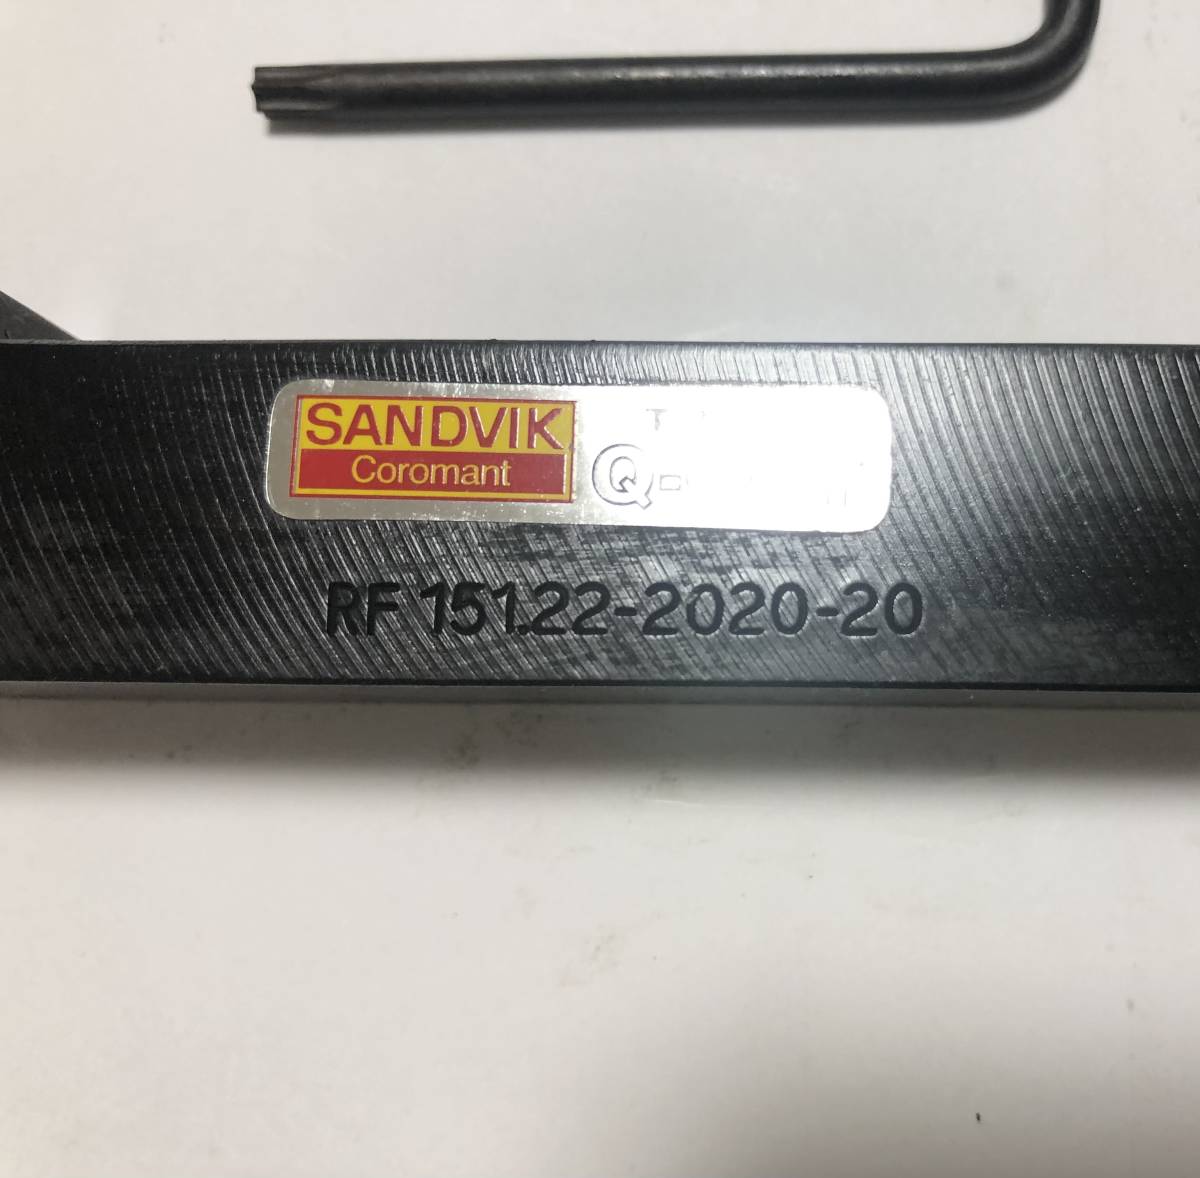 SANDVIK
Coromant
Q
RF 151.22-2020-20